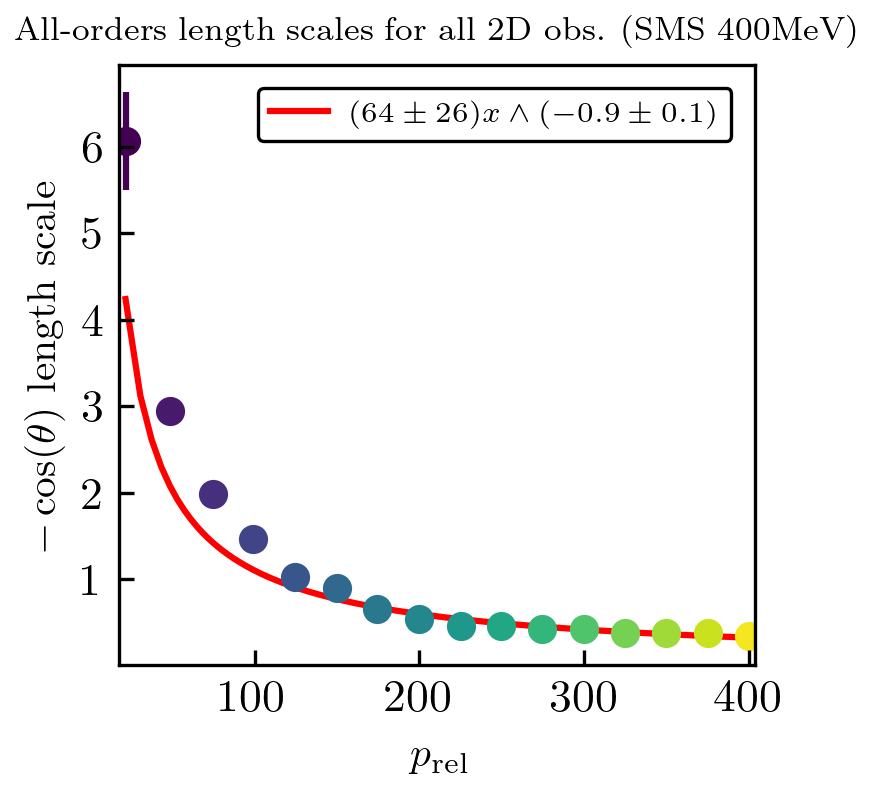 All-orders length scales for all 2D obs. (SMS 400MeV)
(64 ± 26)x ∧ (−0.9 ± 0.1)
− cos(θ) length scale
6
5
4
3
2
1
100 200 300 400
p_rel